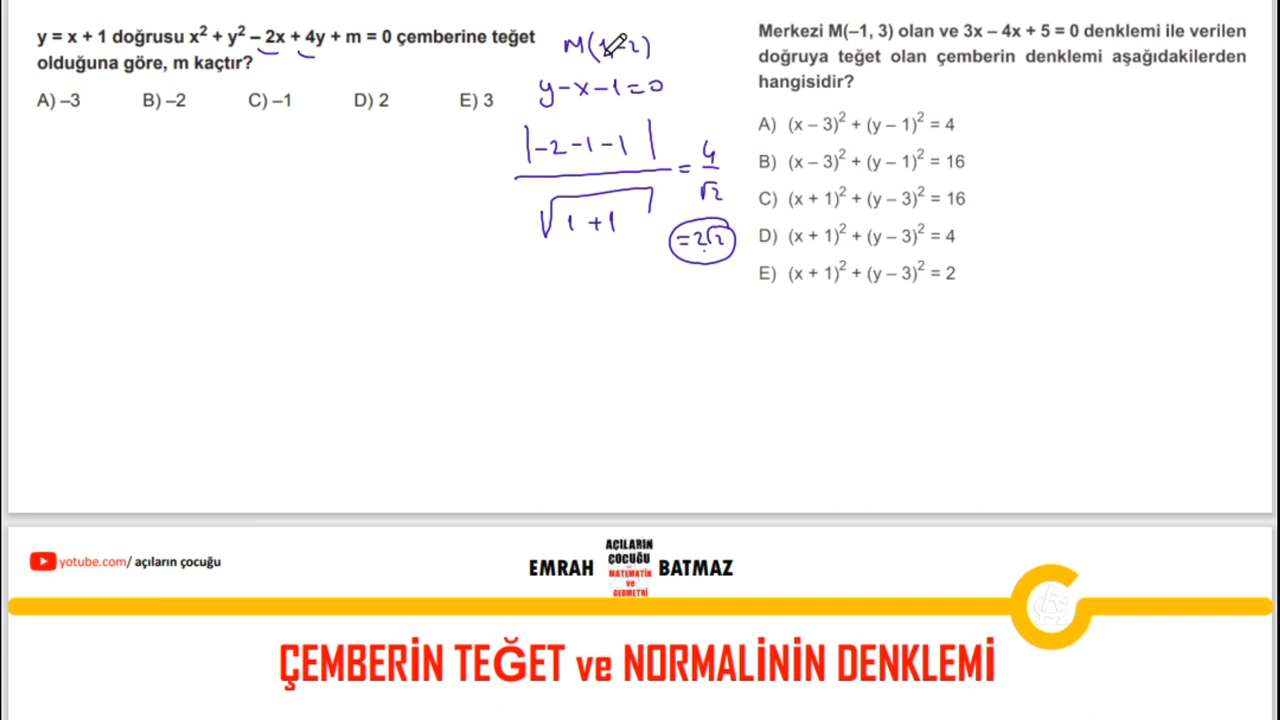 y = x + 1 doğrusu x² + y² – 2x + 4y + m = 0 çemberine teğet
olduğuna göre, m kaçtır?
A) –3 B) –2 C) –1 D) 2 E) 3
y-x-1=0
|-2-1-1|
√1+1
= 4/√2
=2√2
Merkezi M(–1, 3) olan ve 3x – 4x + 5 = 0 denklemi ile verilen
doğruya teğet olan çemberin denklemi aşağıdakilerden
hangisidir?
A) (x – 3)² + (y – 1)² = 4
B) (x – 3)² + (y – 1)² = 16
C) (x + 1)² + (y – 3)² = 16
D) (x + 1)² + (y – 3)² = 4
E) (x + 1)² + (y – 3)² = 2
yotube.com/ açıların çocuğu
EMRAH
AÇILARIN
ÇOCUĞU
MATEMATİK
ve
GEOMETRİ
BATMAZ
ÇEMBERİN TEĞET ve NORMALİNİN DENKLEMİ